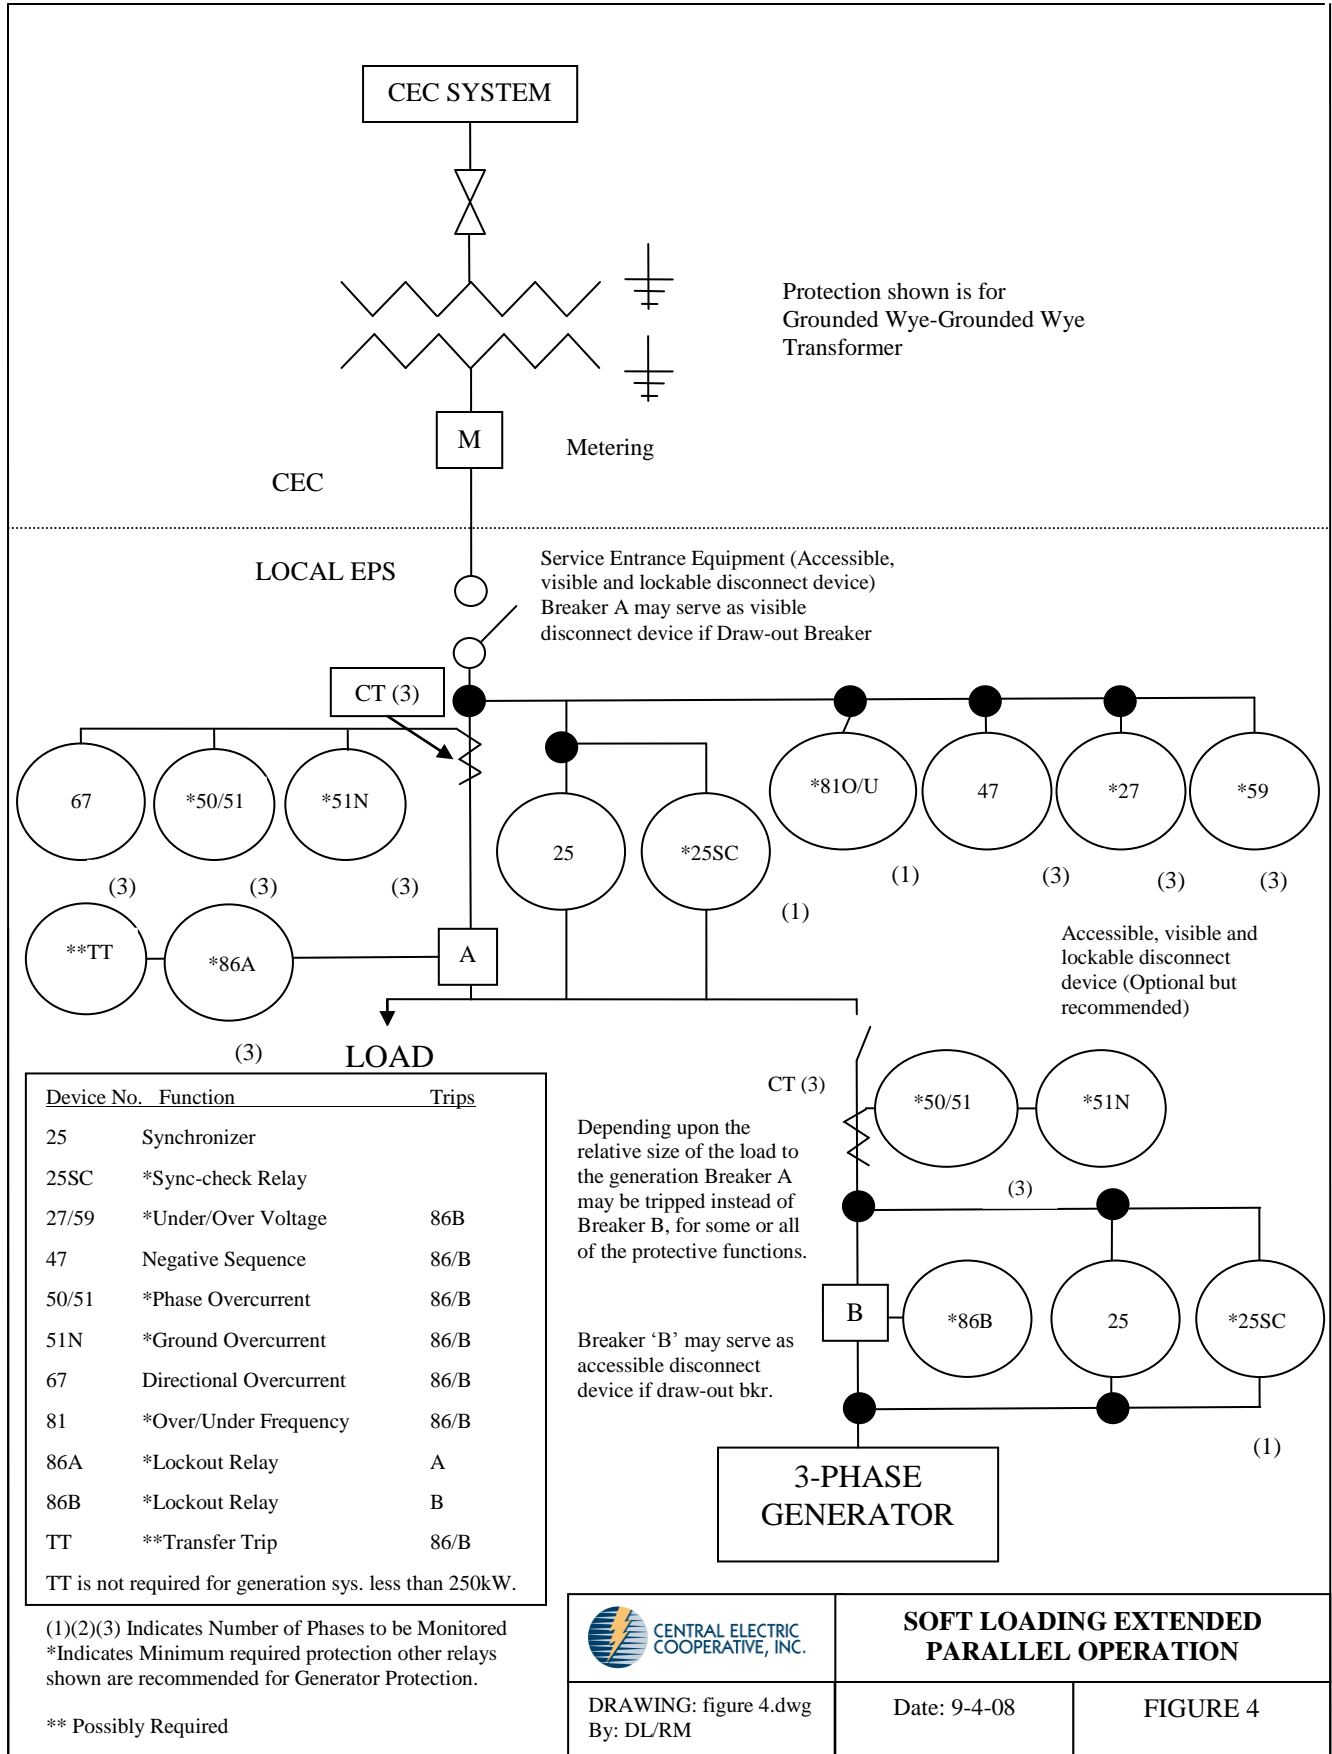 CEC SYSTEM
Protection shown is for
Grounded Wye-Grounded Wye
Transformer
M
Metering
CEC
LOCAL EPS
Service Entrance Equipment (Accessible,
visible and lockable disconnect device)
Breaker A may serve as visible
disconnect device if Draw-out Breaker
CT (3)
67
*50/51
*51N
25
*25SC
*81O/U
47
*27
*59
(3)
(3)
(3)
(1)
(1)
(3)
(3)
(3)
**TT
*86A
A
(3)
LOAD
Accessible, visible and
lockable disconnect
device (Optional but
recommended)
CT (3)
*50/51
*51N
(3)
Depending upon the
relative size of the load to
the generation Breaker A
may be tripped instead of
Breaker B, for some or all
of the protective functions.
B
*86B
25
*25SC
(1)
Breaker ‘B’ may serve as
accessible disconnect
device if draw-out bkr.
3-PHASE
GENERATOR
Device No. Function Trips
25 Synchronizer
25SC *Sync-check Relay
27/59 *Under/Over Voltage 86B
47 Negative Sequence 86/B
50/51 *Phase Overcurrent 86/B
51N *Ground Overcurrent 86/B
67 Directional Overcurrent 86/B
81 *Over/Under Frequency 86/B
86A *Lockout Relay A
86B *Lockout Relay B
TT **Transfer Trip 86/B
TT is not required for generation sys. less than 250kW.
(1)(2)(3) Indicates Number of Phases to be Monitored
*Indicates Minimum required protection other relays
shown are recommended for Generator Protection.
** Possibly Required
CENTRAL ELECTRIC
COOPERATIVE, INC.
SOFT LOADING EXTENDED
PARALLEL OPERATION
DRAWING: figure 4.dwg
By: DL/RM
Date: 9-4-08
FIGURE 4